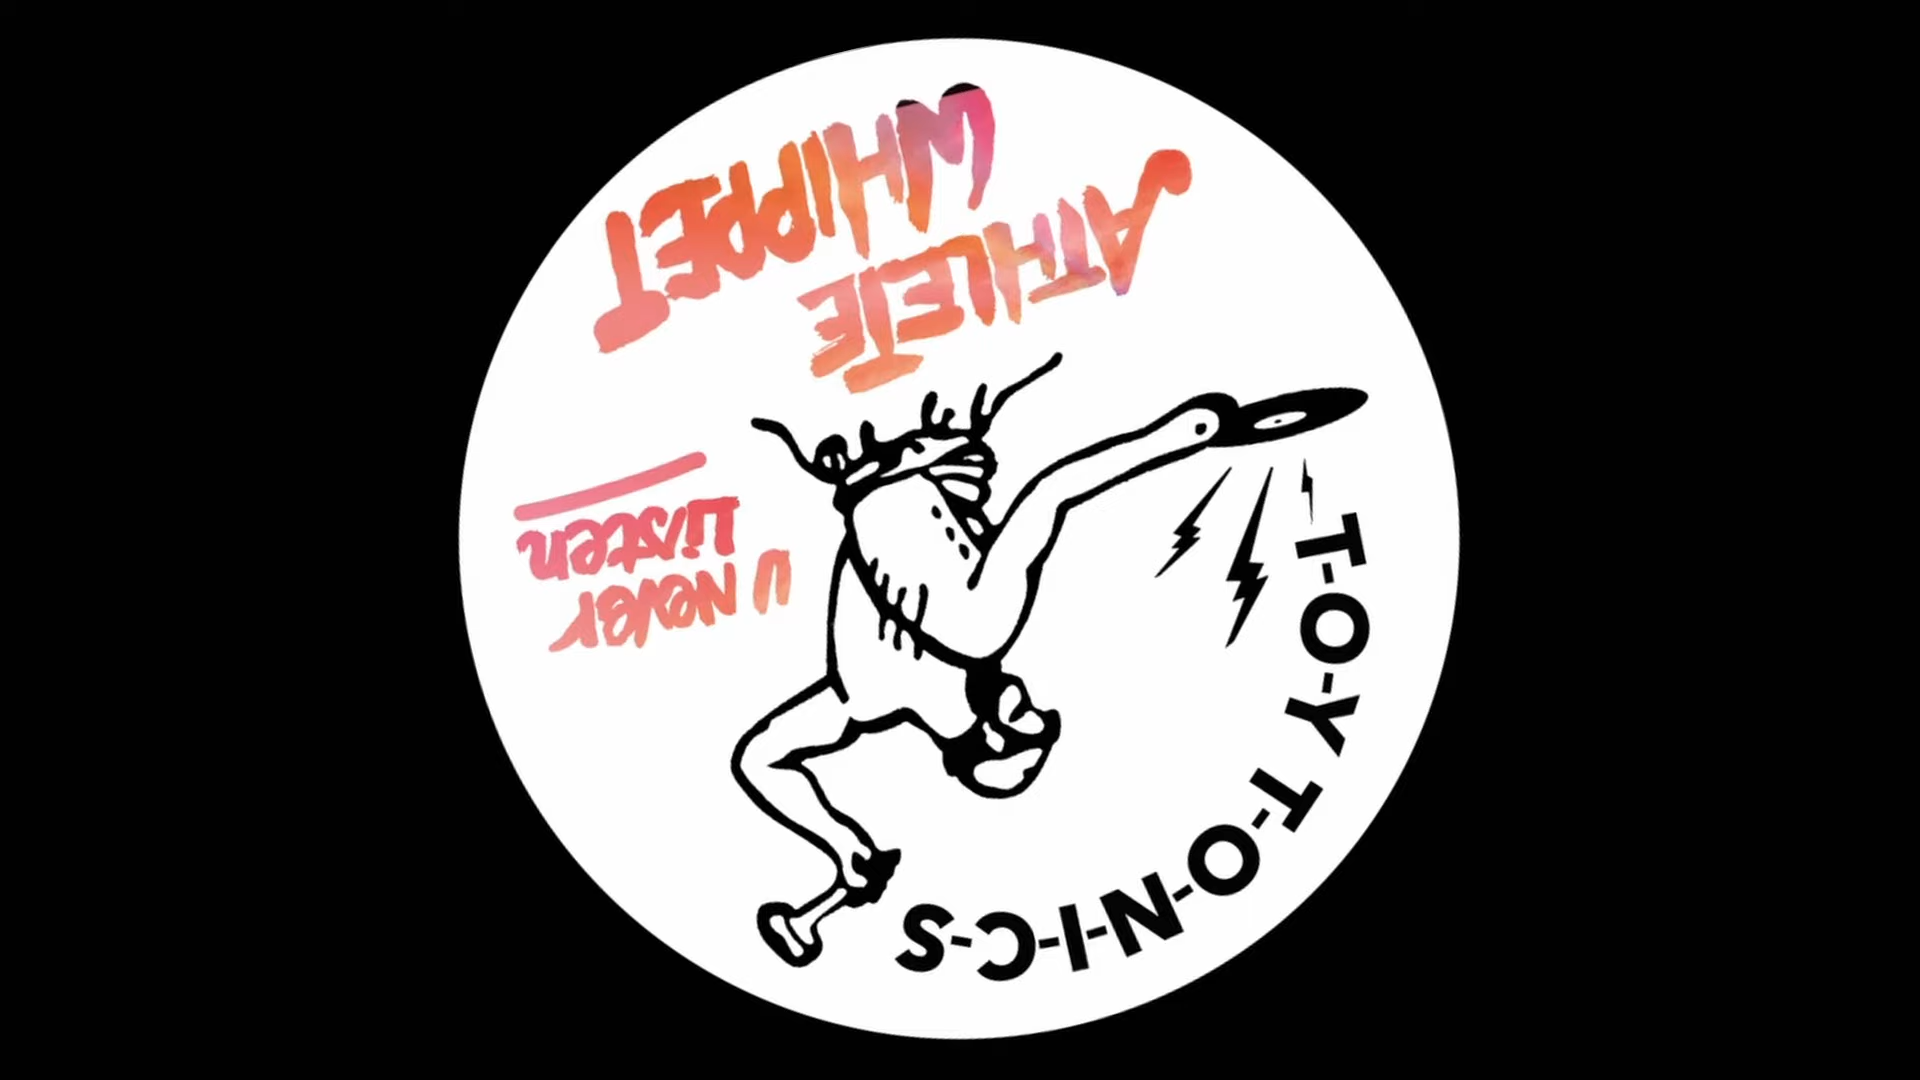 T-O-Y T-O-N-I-C-S
U Never
Listen
ATHLETE
WHIPPET